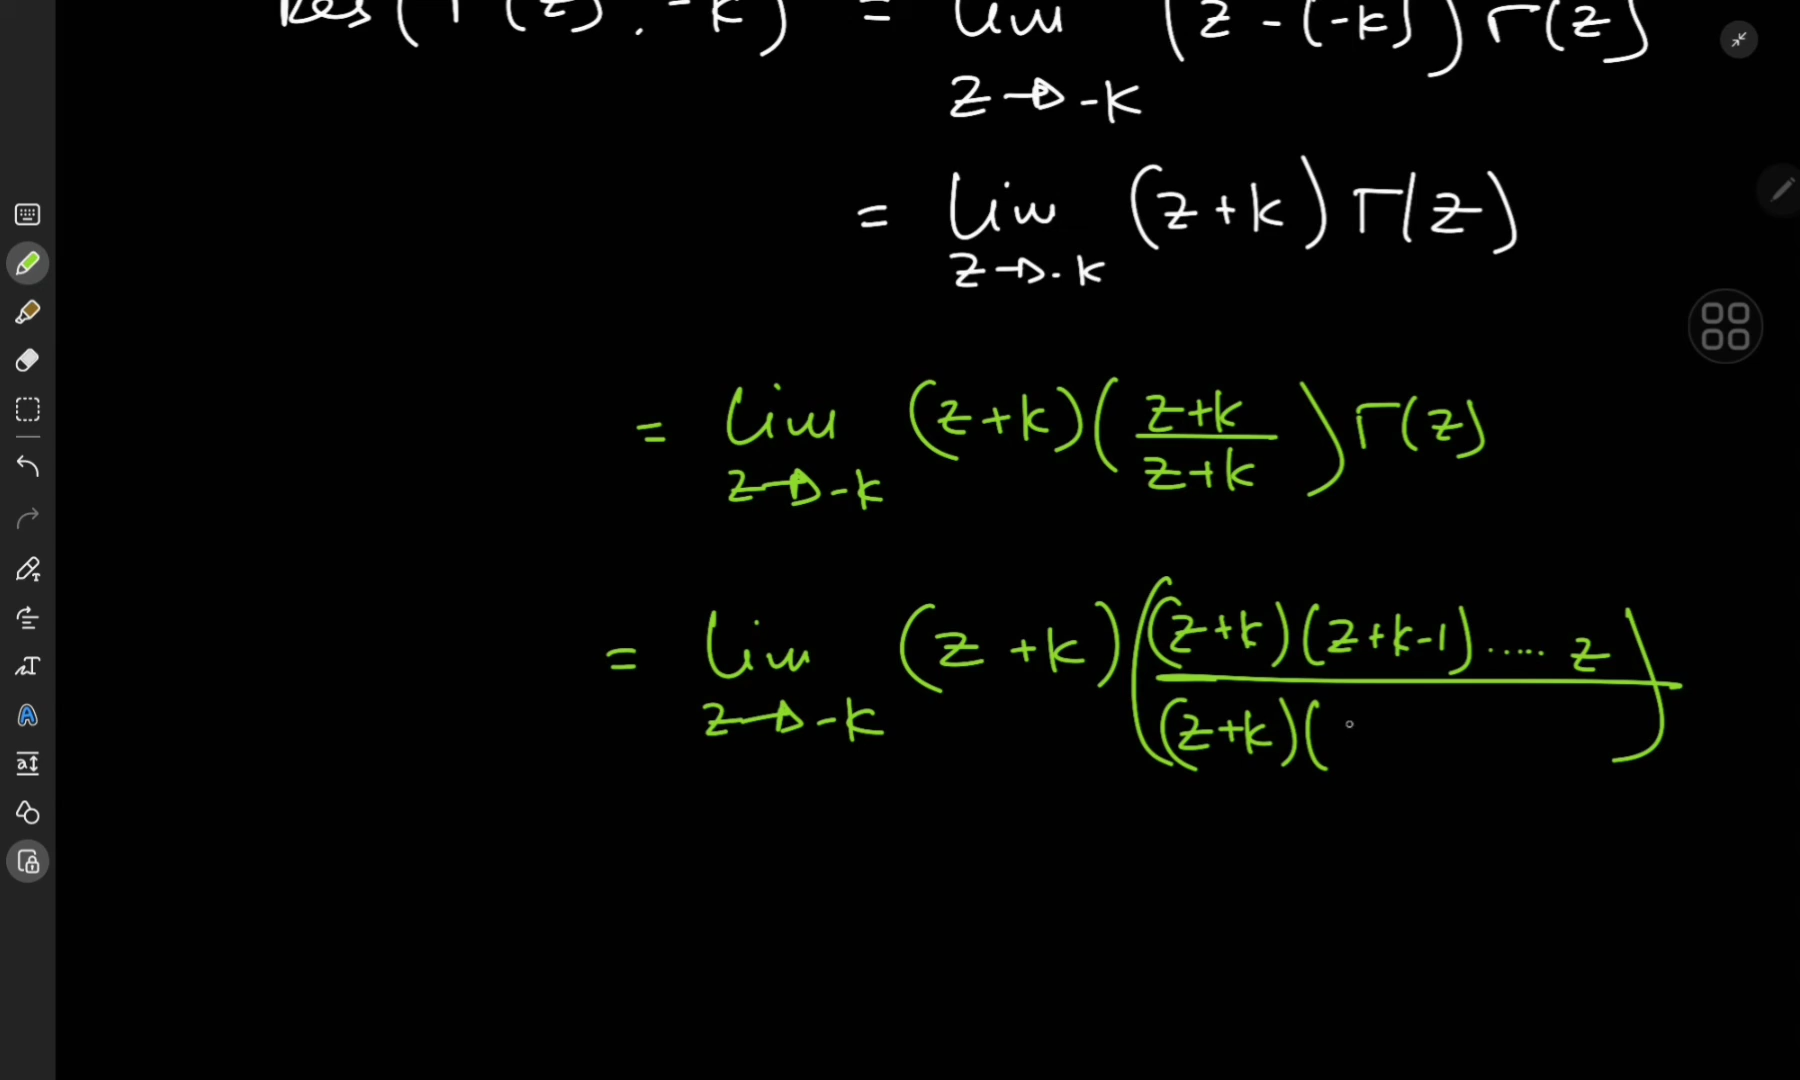 Res(Γ(z), -k) = lim (z-(-k))Γ(z)
z→-k
= lim (z+k)Γ(z)
z→-k
= lim (z+k)(z+k/z+k)Γ(z)
z→-k
= lim (z+k)((z+k)(z+k-1).....z/(z+k)( )
z→-k